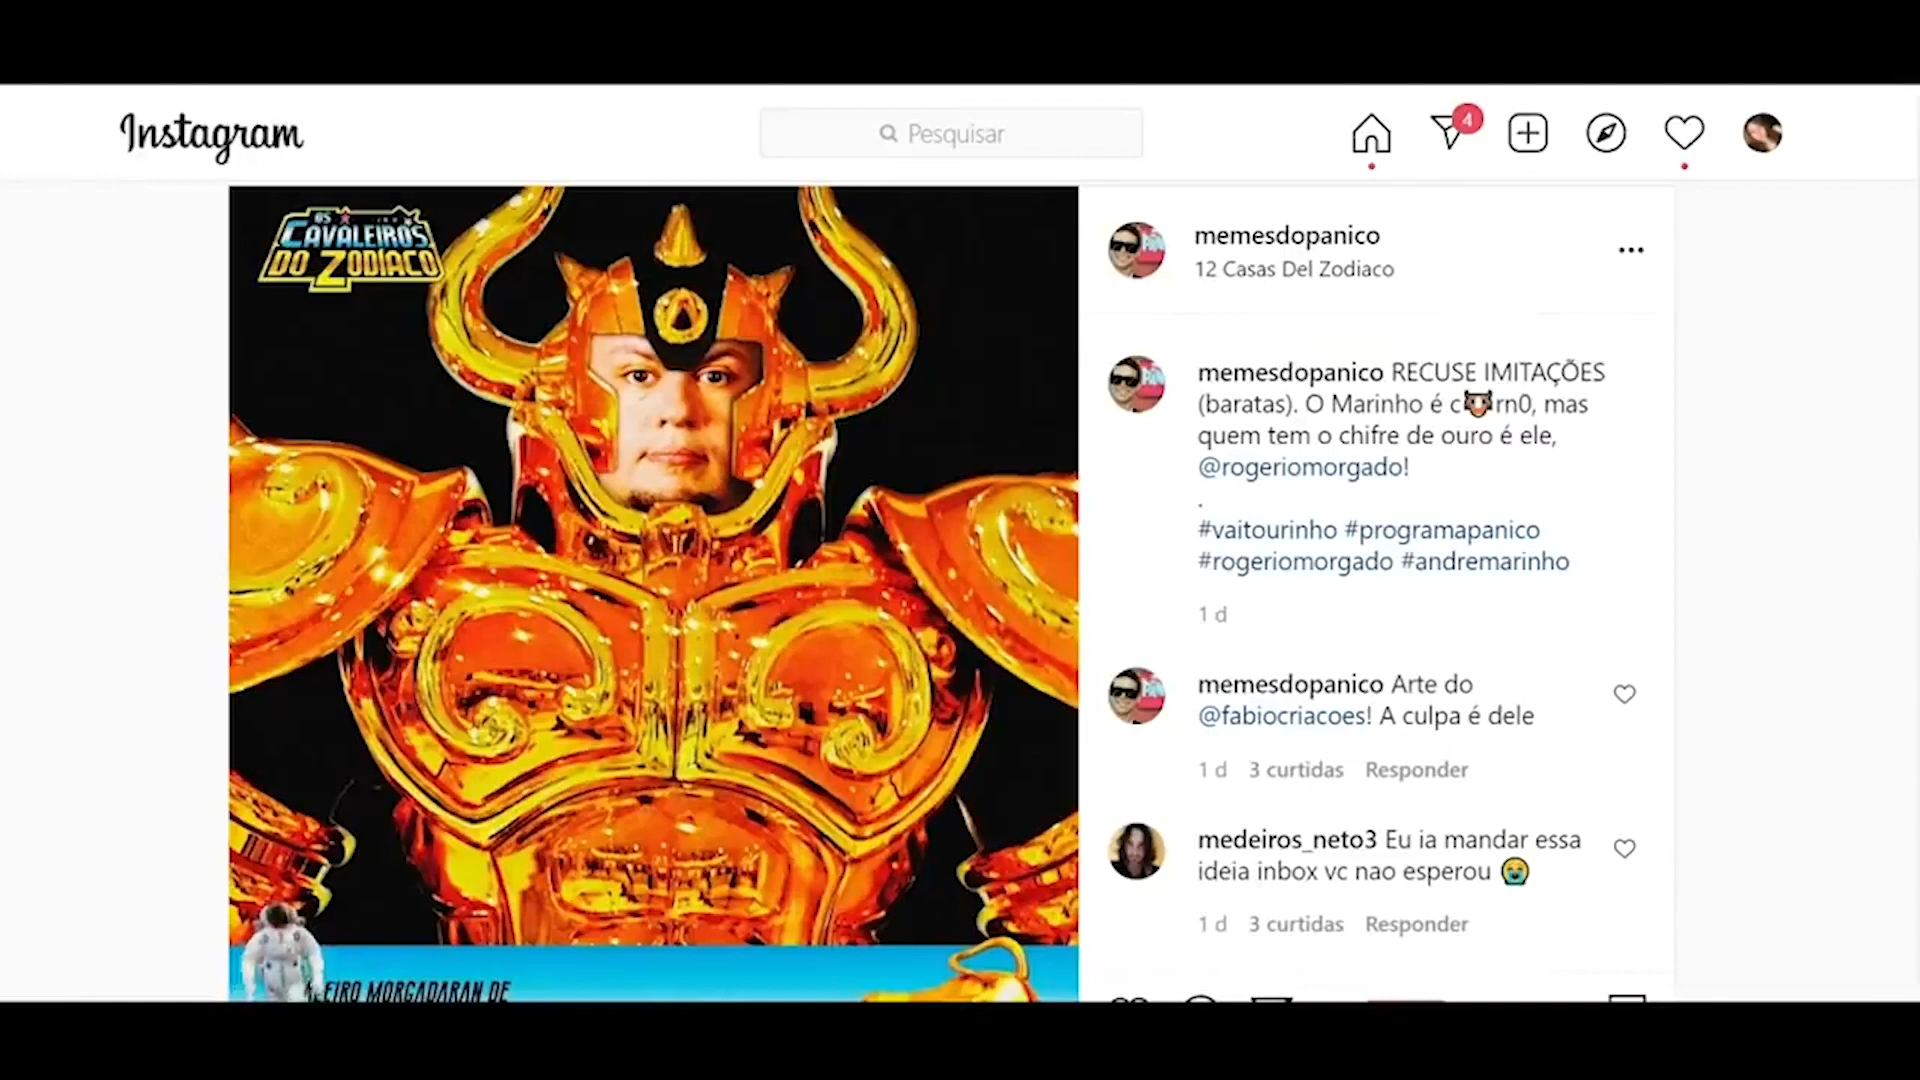 Instagram
Pesquisar
4
OS
CAVALEIROS
DO ZODÍACO
memesdopanico
12 Casas Del Zodiaco
memesdopanico RECUSE IMITAÇÕES
(baratas). O Marinho é c🐮rn0, mas
quem tem o chifre de ouro é ele,
@rogeriomorgado!
.
#vaitourinho #programapanico
#rogeriomorgado #andremarinho
1 d
memesdopanico Arte do
@fabiocriacoes! A culpa é dele
1 d 3 curtidas Responder
medeiros_neto3 Eu ia mandar essa
ideia inbox vc nao esperou 😭
1 d 3 curtidas Responder
MORGADARAN DE